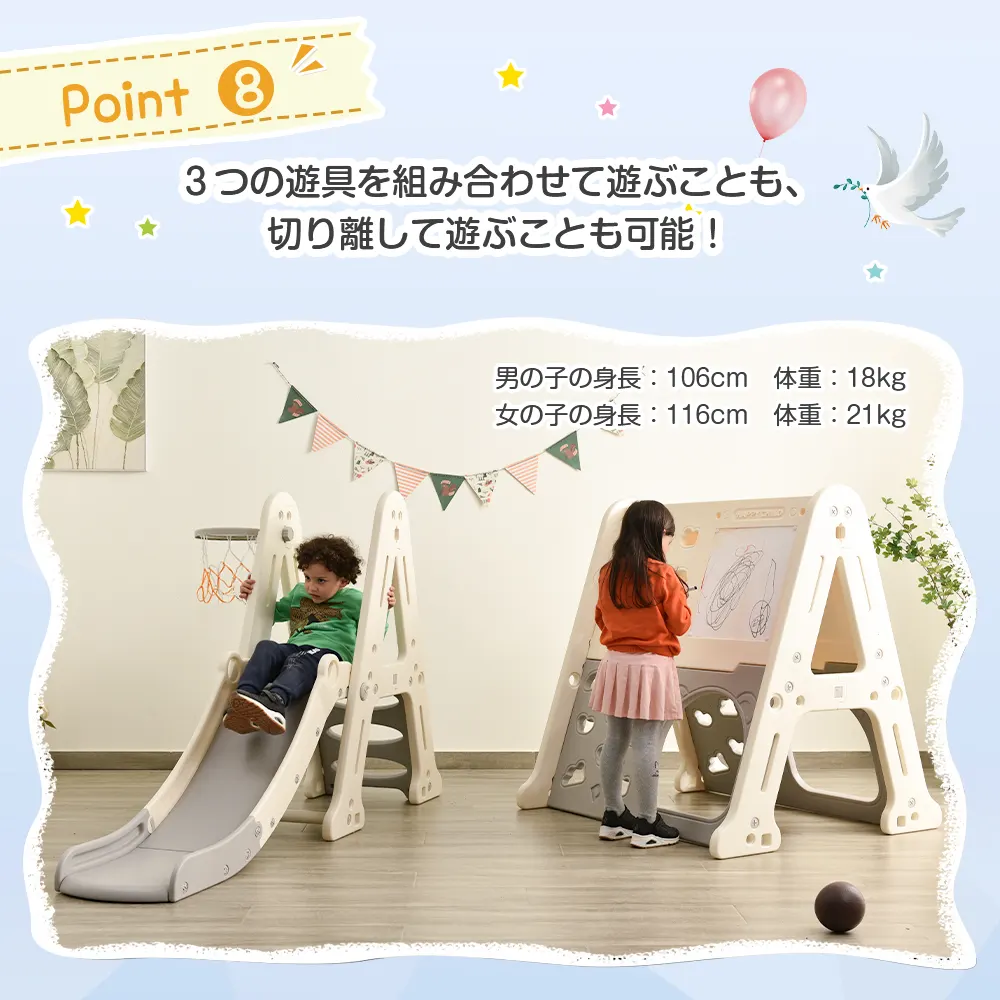 Point 8
3つの遊具を組み合わせて遊ぶことも、
切り離して遊ぶことも可能！
男の子の身長：106cm　体重：18kg
女の子の身長：116cm　体重：21kg